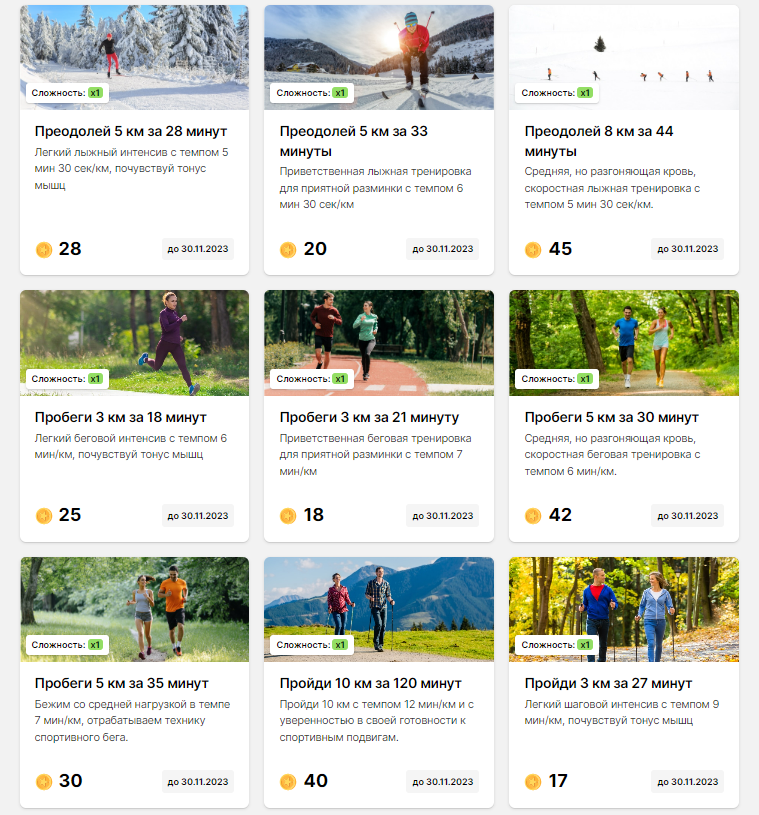 Сложность: x1
Преодолей 5 км за 28 минут
Легкий лыжный интенсив с темпом 5
мин 30 сек/км, почувствуй тонус
мышц
28
до 30.11.2023
Сложность: x1
Преодолей 5 км за 33
минуты
Приветственная лыжная тренировка
для приятной разминки с темпом 6
мин 30 сек/км
20
до 30.11.2023
Сложность: x1
Преодолей 8 км за 44
минуты
Средняя, но разгоняющая кровь,
скоростная лыжная тренировка с
темпом 5 мин 30 сек/км.
45
до 30.11.2023
Сложность: x1
Пробеги 3 км за 18 минут
Легкий беговой интенсив с темпом 6
мин/км, почувствуй тонус мышц
25
до 30.11.2023
Сложность: x1
Пробеги 3 км за 21 минуту
Приветственная беговая тренировка
для приятной разминки с темпом 7
мин/км
18
до 30.11.2023
Сложность: x1
Пробеги 5 км за 30 минут
Средняя, но разгоняющая кровь,
скоростная беговая тренировка с
темпом 6 мин/км.
42
до 30.11.2023
Сложность: x1
Пробеги 5 км за 35 минут
Бежим со средней нагрузкой в темпе
7 мин/км, отрабатываем технику
спортивного бега.
30
до 30.11.2023
Сложность: x1
Пройди 10 км за 120 минут
Пройди 10 км с темпом 12 мин/км и с
уверенностью в своей готовности к
спортивным подвигам.
40
до 30.11.2023
Сложность: x1
Пройди 3 км за 27 минут
Легкий шаговой интенсив с темпом 9
мин/км, почувствуй тонус мышц
17
до 30.11.2023